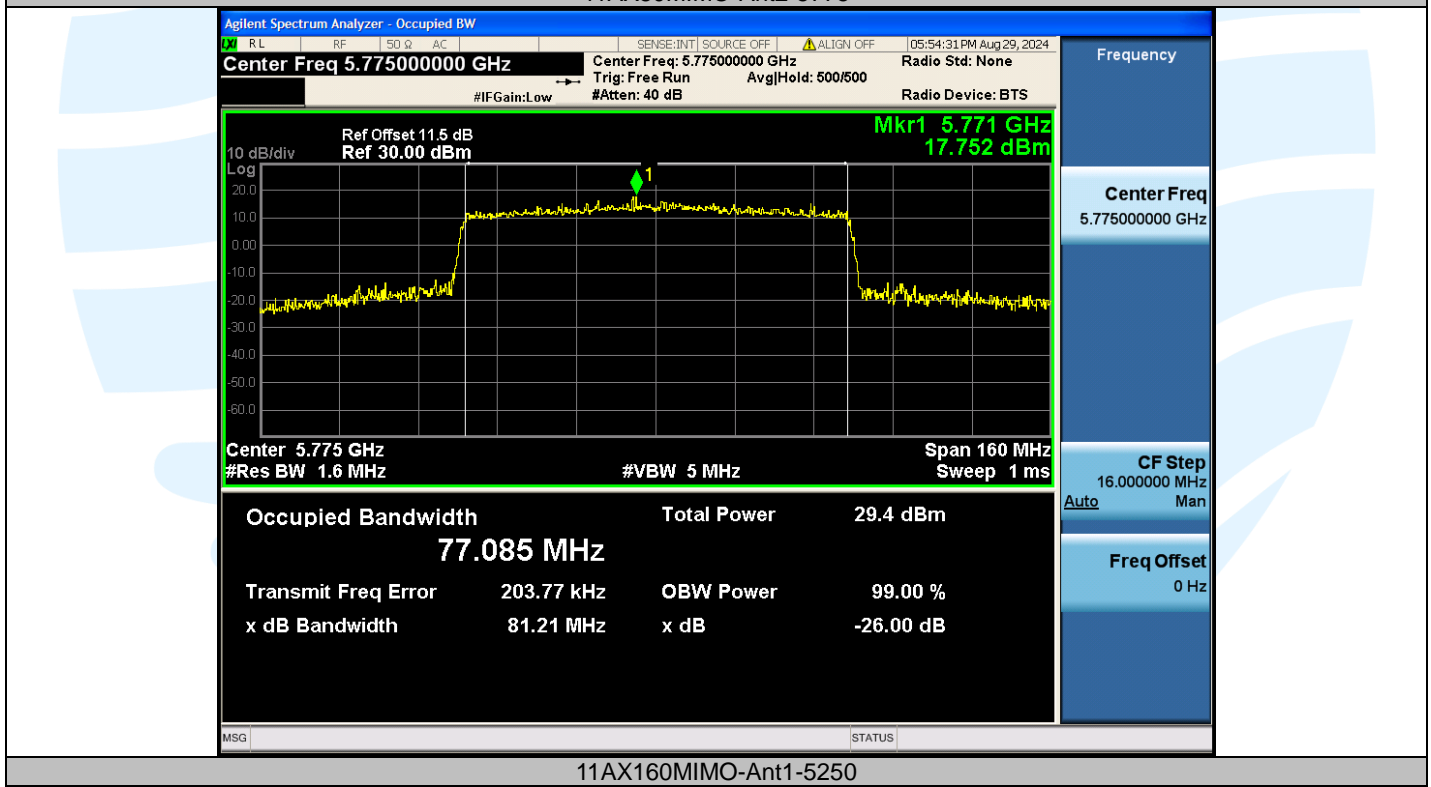 Agilent Spectrum Analyzer - Occupied BW
LXI RL RF 50 Ω AC SENSE:INT SOURCE OFF ALIGN OFF 05:54:31 PM Aug 29, 2024
Center Freq 5.775000000 GHz
Center Freq: 5.775000000 GHz
Radio Std: None
Trig: Free Run Avg|Hold: 500/500
#IFGain:Low
#Atten: 40 dB
Radio Device: BTS
Frequency
Ref Offset 11.5 dB
10 dB/div Ref 30.00 dBm
Mkr1 5.771 GHz
17.752 dBm
Log
1
20.0
10.0
0.00
-10.0
-20.0
-30.0
-40.0
-50.0
-60.0
Center 5.775 GHz Span 160 MHz
#Res BW 1.6 MHz #VBW 5 MHz Sweep 1 ms
Center Freq
5.775000000 GHz
CF Step
16.000000 MHz
Auto Man
Freq Offset
0 Hz
Occupied Bandwidth Total Power 29.4 dBm
77.085 MHz
Transmit Freq Error 203.77 kHz OBW Power 99.00 %
x dB Bandwidth 81.21 MHz x dB -26.00 dB
MSG STATUS
11AX160MIMO-Ant1-5250